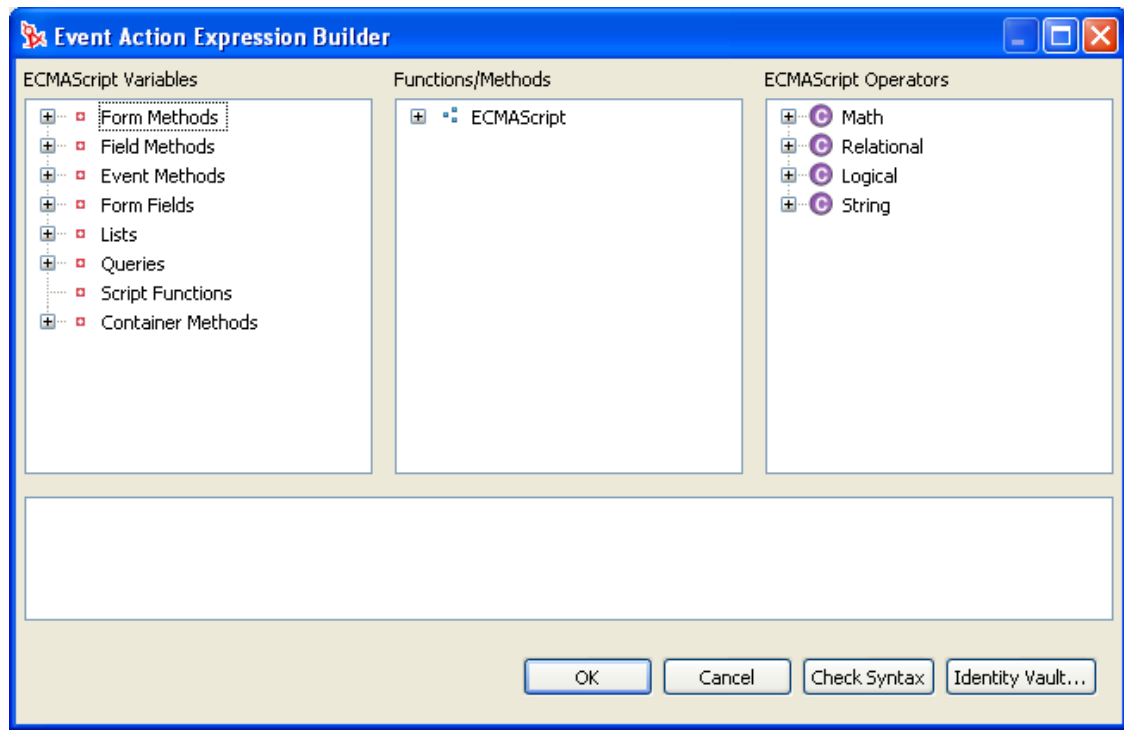 Event Action Expression Builder
ECMAScript Variables
Functions/Methods
ECMAScript Operators
Form Methods
Field Methods
Event Methods
Form Fields
Lists
Queries
Script Functions
Container Methods
ECMAScript
C Math
C Relational
C Logical
C String
OK
Cancel
Check Syntax
Identity Vault...